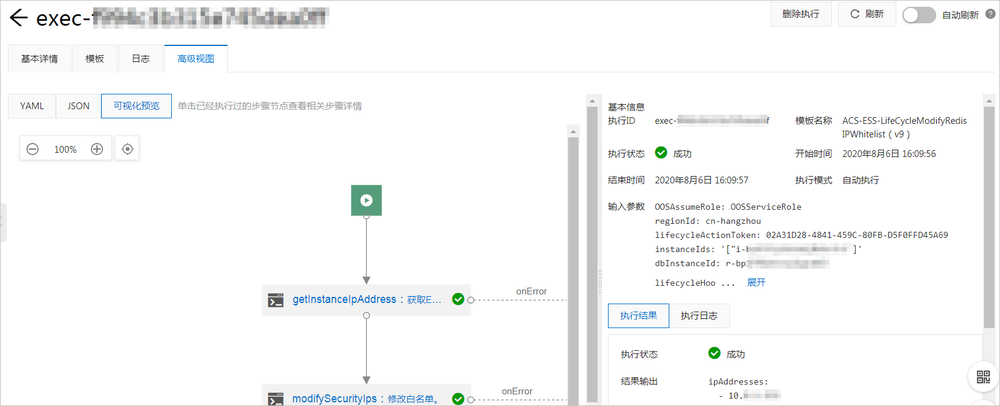 exec-
删除执行
刷新
自动刷新
基本详情
模板
日志
高级视图
YAML
JSON
可视化预览
单击已经执行过的步骤节点查看相关步骤详情
100%
getInstanceIpAddress：获取E...
onError
modifySecurityIps：修改白名单。
onError
基本信息
执行ID
exec-
模板名称
ACS-ESS-LifeCycleModifyRedis
IPWhitelist（v9）
执行状态
成功
开始时间
2020年8月6日 16:09:56
结束时间
2020年8月6日 16:09:57
执行模式
自动执行
输入参数
OOSAssumeRole: OOSServiceRole
regionId: cn-hangzhou
lifecycleActionToken: 02A31D28-4841-459C-80FB-D5F0FFD45A69
instanceIds: '["i-b ]'
dbInstanceId: r-bp1
lifecycleHoo ...
展开
执行结果
执行日志
执行状态
成功
结果输出
ipAddresses:
- 10.